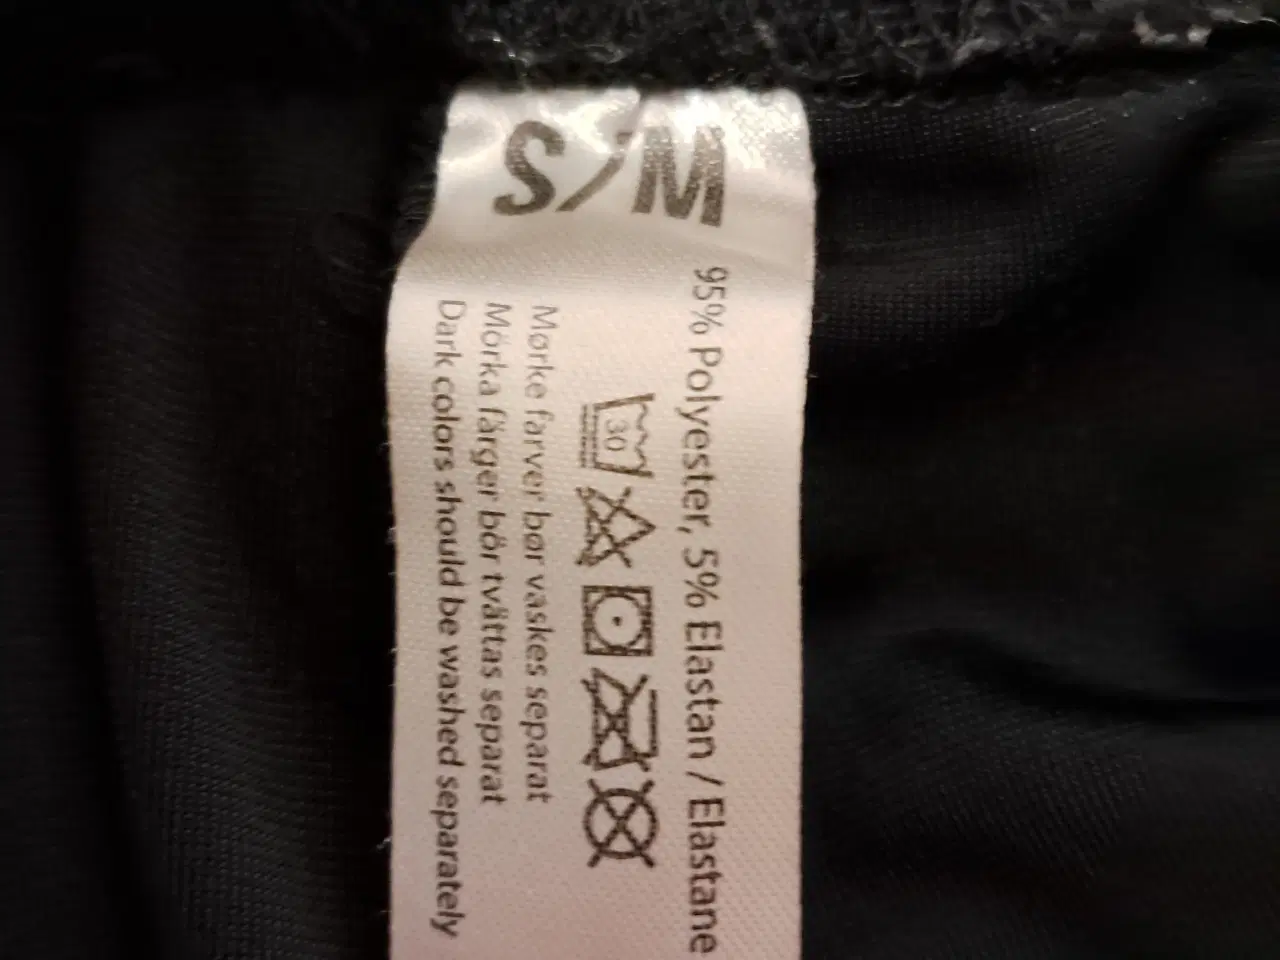 S/M
95% Polyester, 5% Elastan / Elastane
30
Mørke farver bør vaskes separat
Mörka färger bör tvättas separat
Dark colors should be washed separately